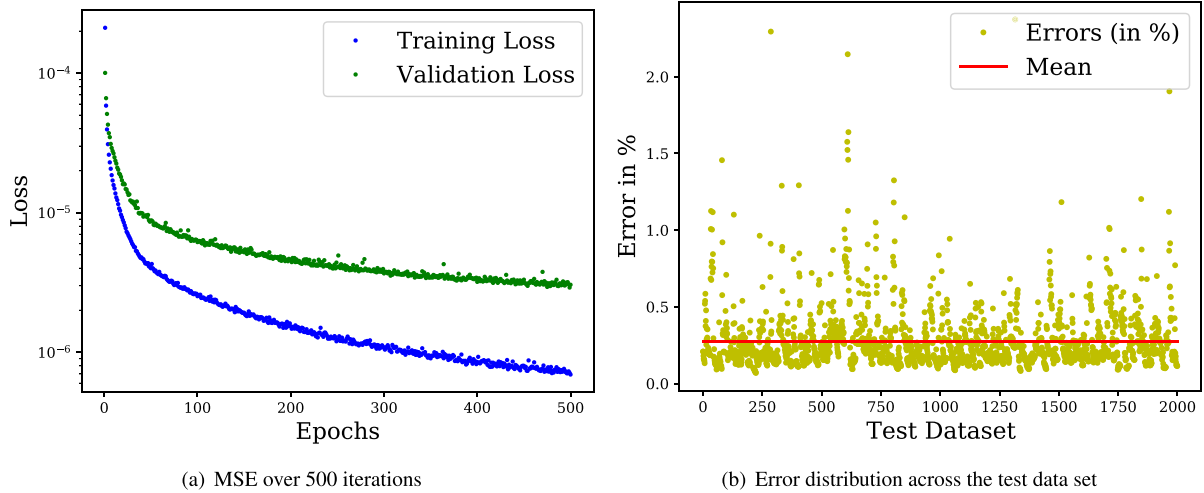 Training Loss
Validation Loss
10⁻⁴
10⁻⁵
10⁻⁶
Loss
0
100
200
300
400
500
Epochs
(a) MSE over 500 iterations
Errors (in %)
Mean
2.0
1.5
1.0
0.5
0.0
Error in %
0
250
500
750
1000
1250
1500
1750
2000
Test Dataset
(b) Error distribution across the test data set